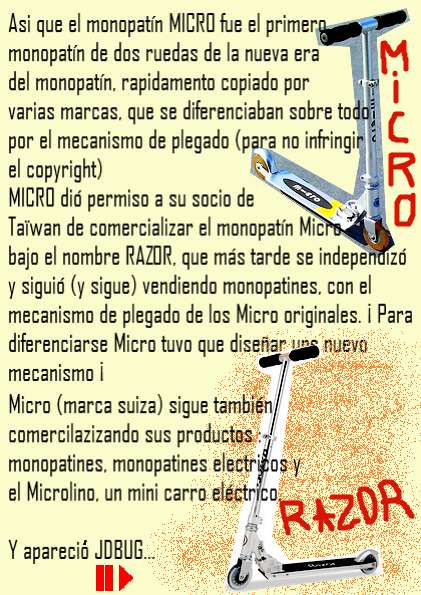 Asi que el monopatín MICRO fue el primero
monopatín de dos ruedas de la nueva era
del monopatín, rapidamento copiado por
varias marcas, que se diferenciaban sobre todo
por el mecanismo de plegado (para no infringir
el copyright)
MICRO dió permiso a su socio de
Taïwan de comercializar el monopatín Micro
bajo el nombre RAZOR, que más tarde se independizó
y siguió (y sigue) vendiendo monopatines, con el
mecanismo de plegado de los Micro originales. ¡ Para
diferenciarse Micro tuvo que diseñar uns nuevo
mecanismo ¡
Micro (marca suiza) sigue también
comercilazizando sus productos :
monopatines, monopatines electricos y
el Microlino, un mini carro eléctrico
Y apareció JDBUG...
MiCRO
RAZOR